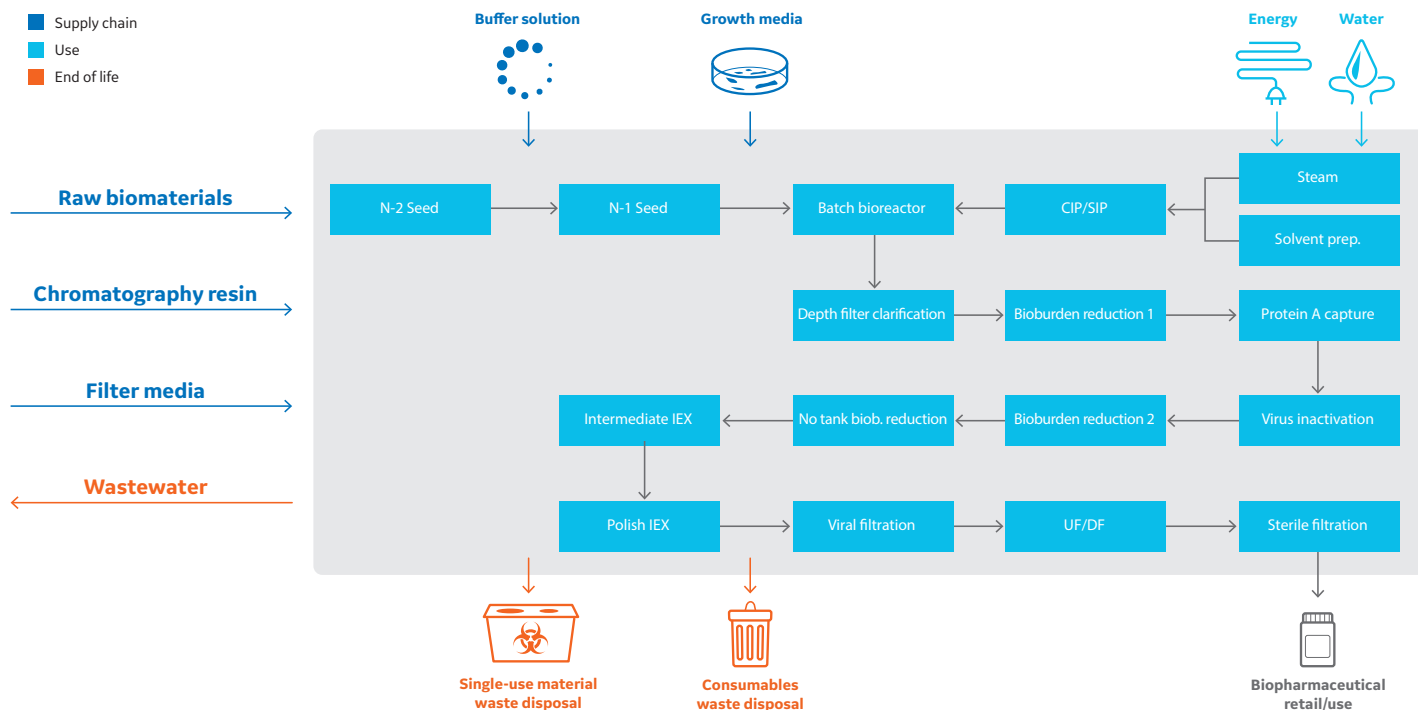 Supply chain
Use
End of life
Buffer solution
Growth media
Energy
Water
Raw biomaterials
Chromatography resin
Filter media
Wastewater
N-2 Seed
N-1 Seed
Batch bioreactor
CIP/SIP
Steam
Solvent prep.
Depth filter clarification
Bioburden reduction 1
Protein A capture
Intermediate IEX
No tank biob. reduction
Bioburden reduction 2
Virus inactivation
Polish IEX
Viral filtration
UF/DF
Sterile filtration
Single-use material
waste disposal
Consumables
waste disposal
Biopharmaceutical
retail/use